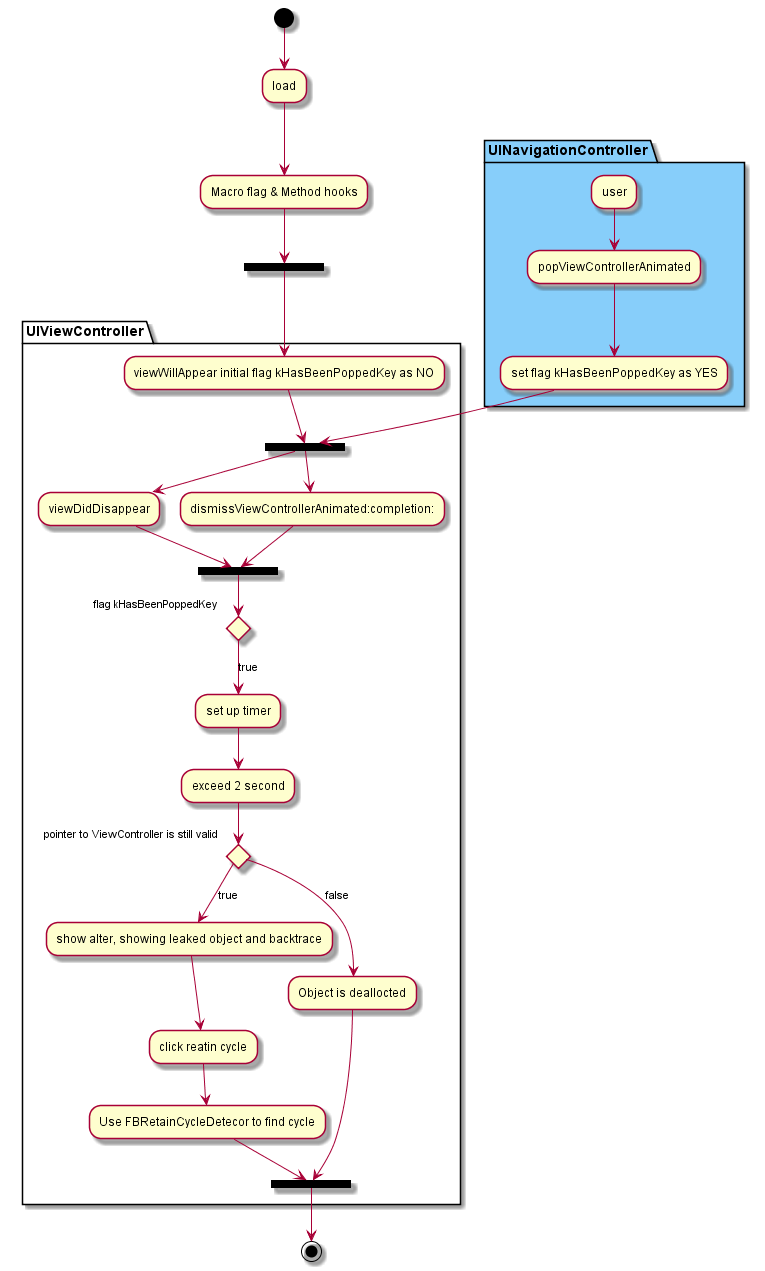 load
Macro flag & Method hooks
UINavigationController
user
popViewControllerAnimated
set flag kHasBeenPoppedKey as YES
UIViewController
viewWillAppear initial flag kHasBeenPoppedKey as NO
viewDidDisappear
dismissViewControllerAnimated:completion:
flag kHasBeenPoppedKey
true
set up timer
exceed 2 second
pointer to ViewController is still valid
true
false
show alter, showing leaked object and backtrace
Object is deallocted
click reatin cycle
Use FBRetainCycleDetecor to find cycle